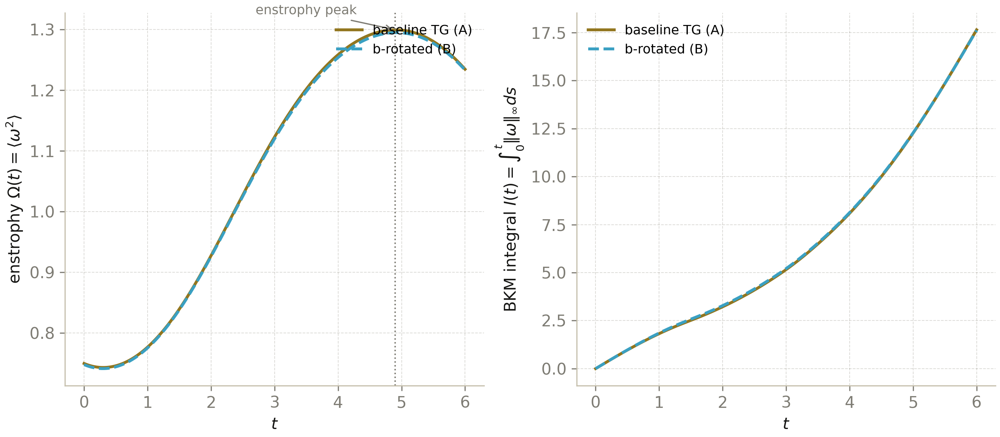 enstrophy peak
baseline TG (A)
b-rotated (B)
1.3
1.2
1.1
1.0
0.9
0.8
enstrophy Ω(t) = ⟨ω²⟩
0 1 2 3 4 5 6
t
baseline TG (A)
b-rotated (B)
17.5
15.0
12.5
10.0
7.5
5.0
2.5
0.0
BKM integral I(t) = ∫₀ᵗ‖ω‖∞ds
0 1 2 3 4 5 6
t